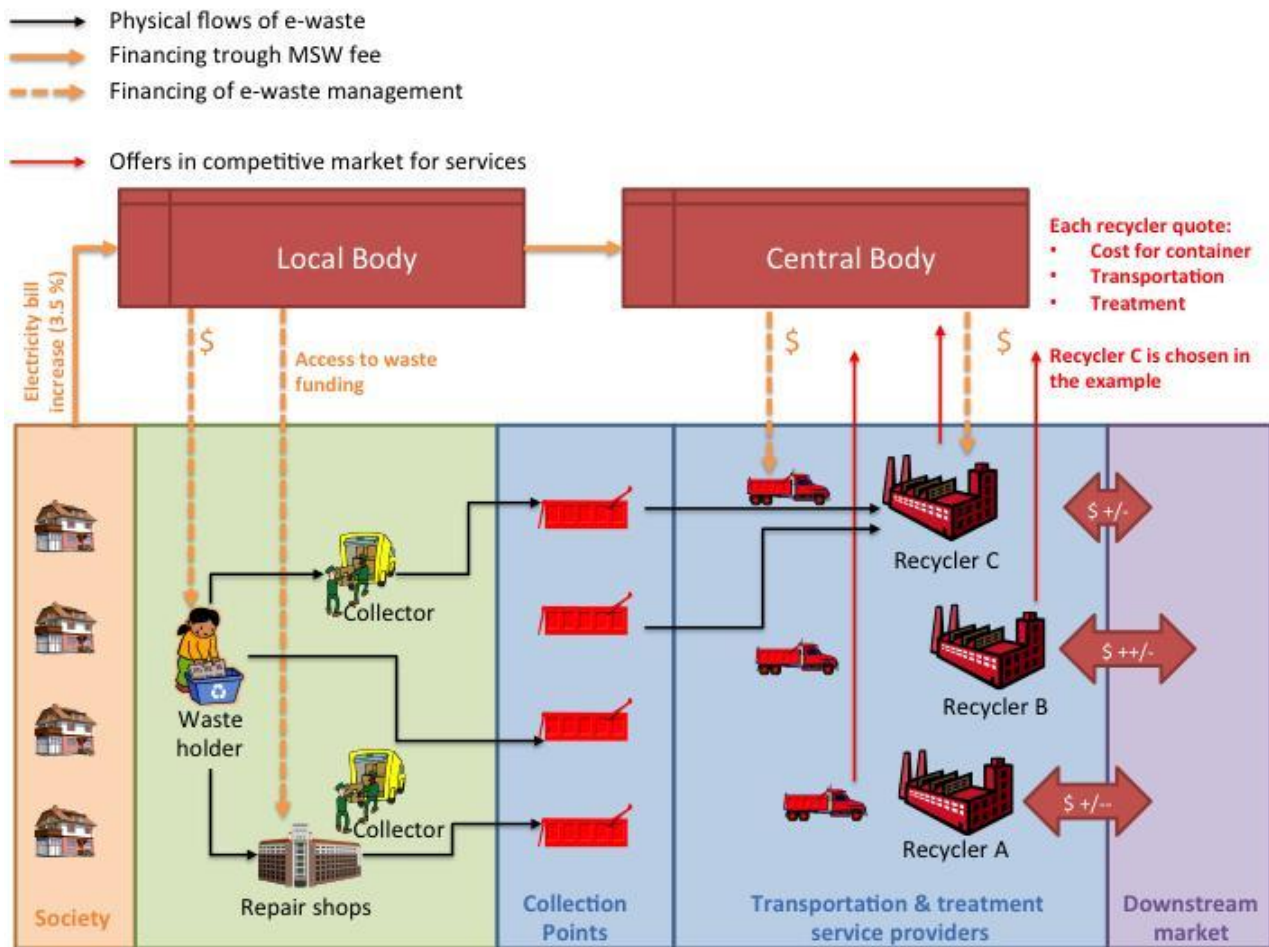 Physical flows of e-waste
Financing trough MSW fee
Financing of e-waste management
Offers in competitive market for services
Local Body
Central Body
Each recycler quote:
▪ Cost for container
▪ Transportation
▪ Treatment
Electricity bill
increase (3.5 %)
$
Access to waste
funding
$
$
Recycler C is chosen in
the example
Collector
Waste
holder
Collector
Repair shops
Recycler C
$ +/-
Recycler B
$ ++/-
Recycler A
$ +/--
Society
Collection
Points
Transportation & treatment
service providers
Downstream
market